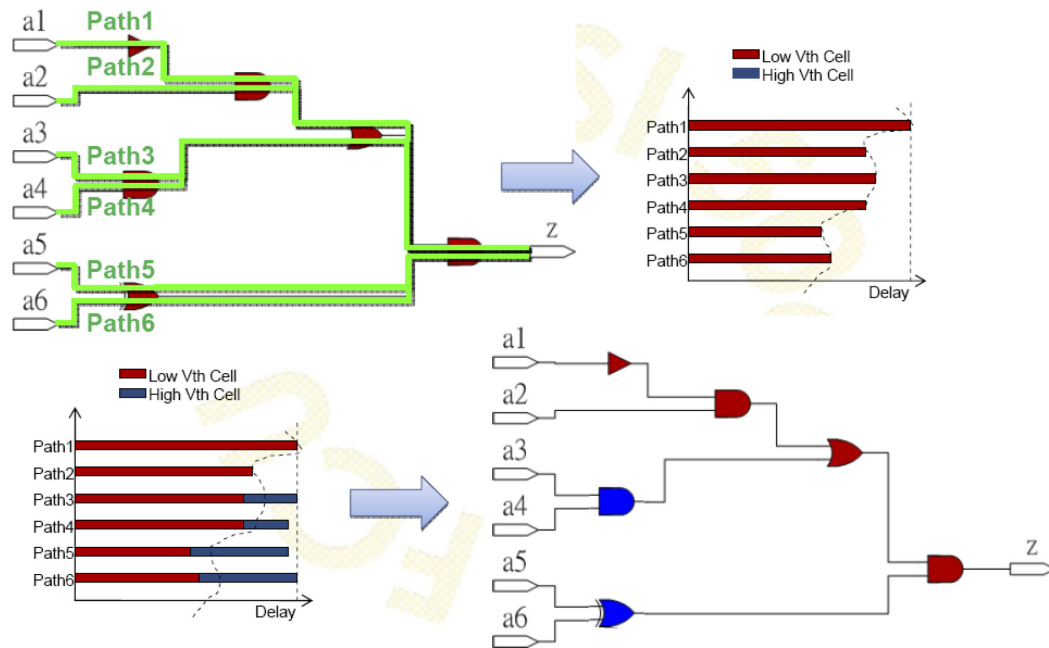 a1
Path1
a2
Path2
a3
Path3
a4
Path4
a5
Path5
a6
Path6
z
Low Vth Cell
High Vth Cell
Path1
Path2
Path3
Path4
Path5
Path6
Delay
Low Vth Cell
High Vth Cell
Path1
Path2
Path3
Path4
Path5
Path6
Delay
a1
a2
a3
a4
a5
a6
z